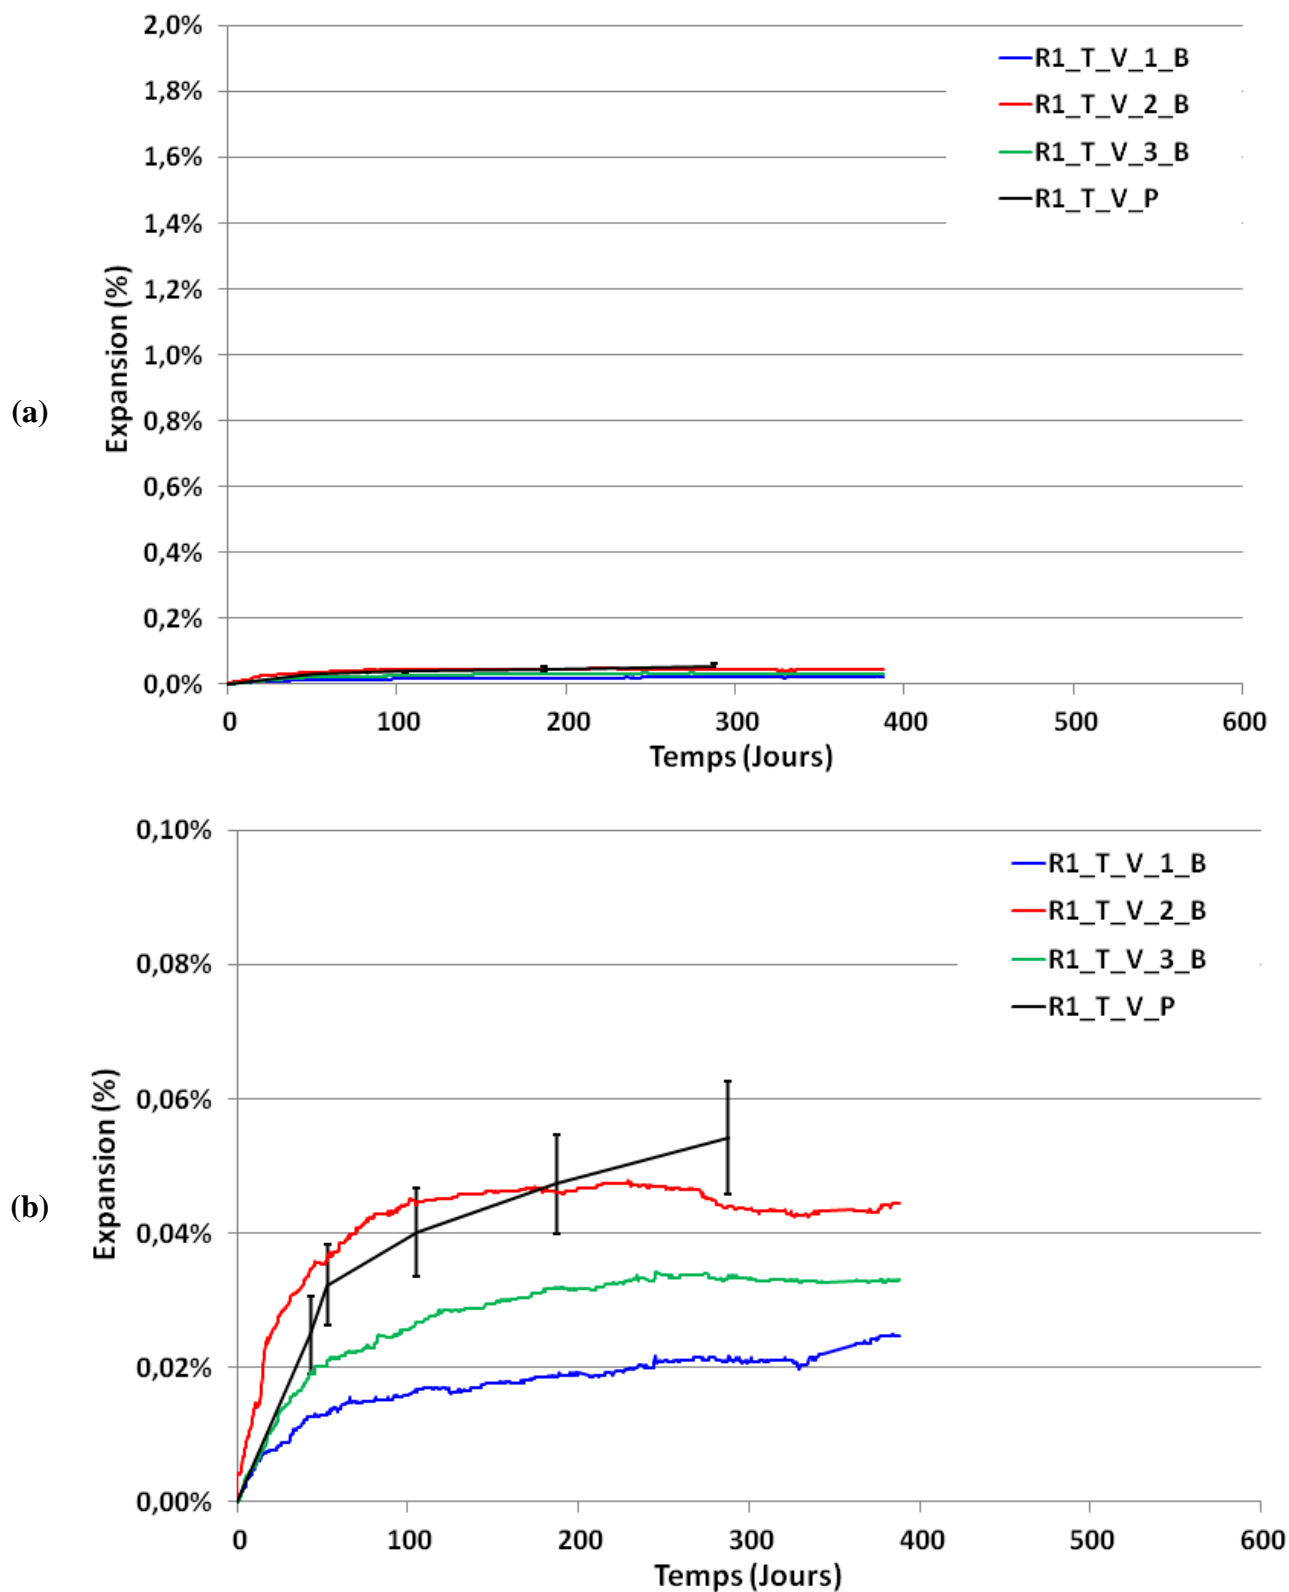 2,0%
1,8%
1,6%
1,4%
1,2%
1,0%
0,8%
0,6%
0,4%
0,2%
0,0%
Expansion (%)
(a)
R1_T_V_1_B
R1_T_V_2_B
R1_T_V_3_B
R1_T_V_P
0 100 200 300 400 500 600
Temps (Jours)
0,10%
0,08%
0,06%
0,04%
0,02%
0,00%
Expansion (%)
(b)
R1_T_V_1_B
R1_T_V_2_B
R1_T_V_3_B
R1_T_V_P
0 100 200 300 400 500 600
Temps (Jours)